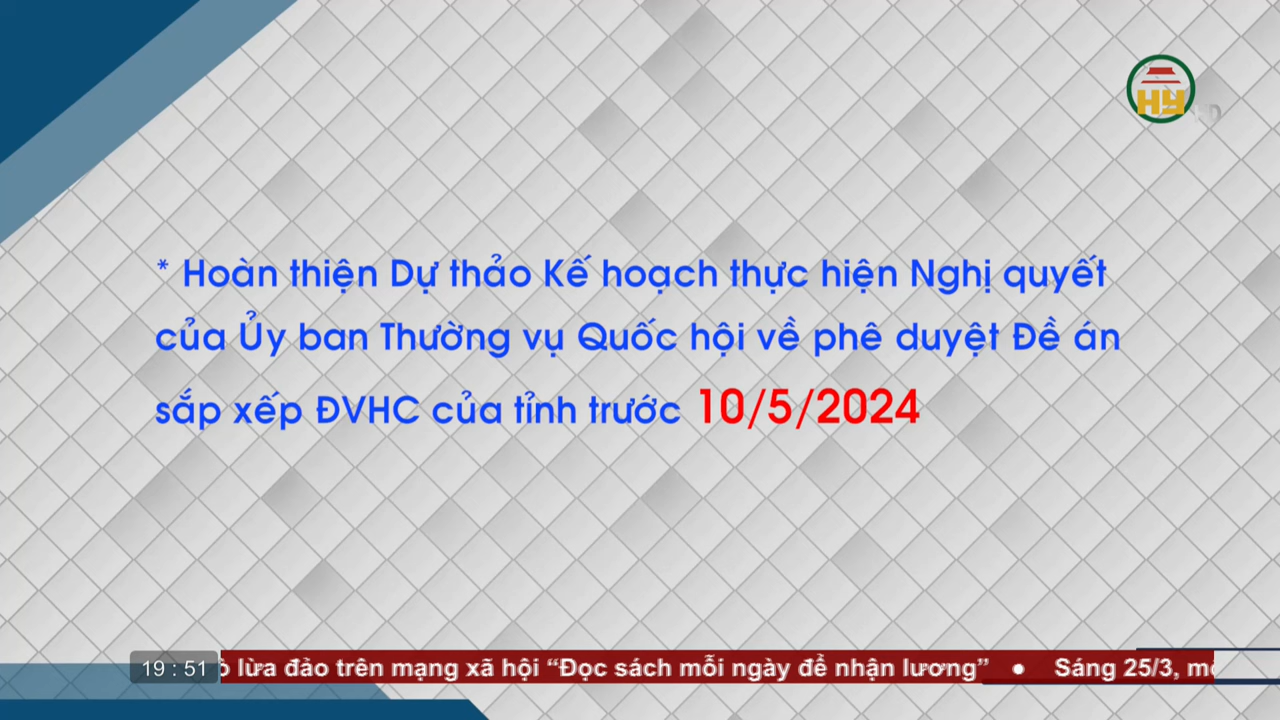 HY
HD
* Hoàn thiện Dự thảo Kế hoạch thực hiện Nghị quyết
của Ủy ban Thường vụ Quốc hội về phê duyệt Đề án
sắp xếp ĐVHC của tỉnh trước 10/5/2024
19 : 51
lừa đảo trên mạng xã hội “Đọc sách mỗi ngày để nhận lương” ● Sáng 25/3,